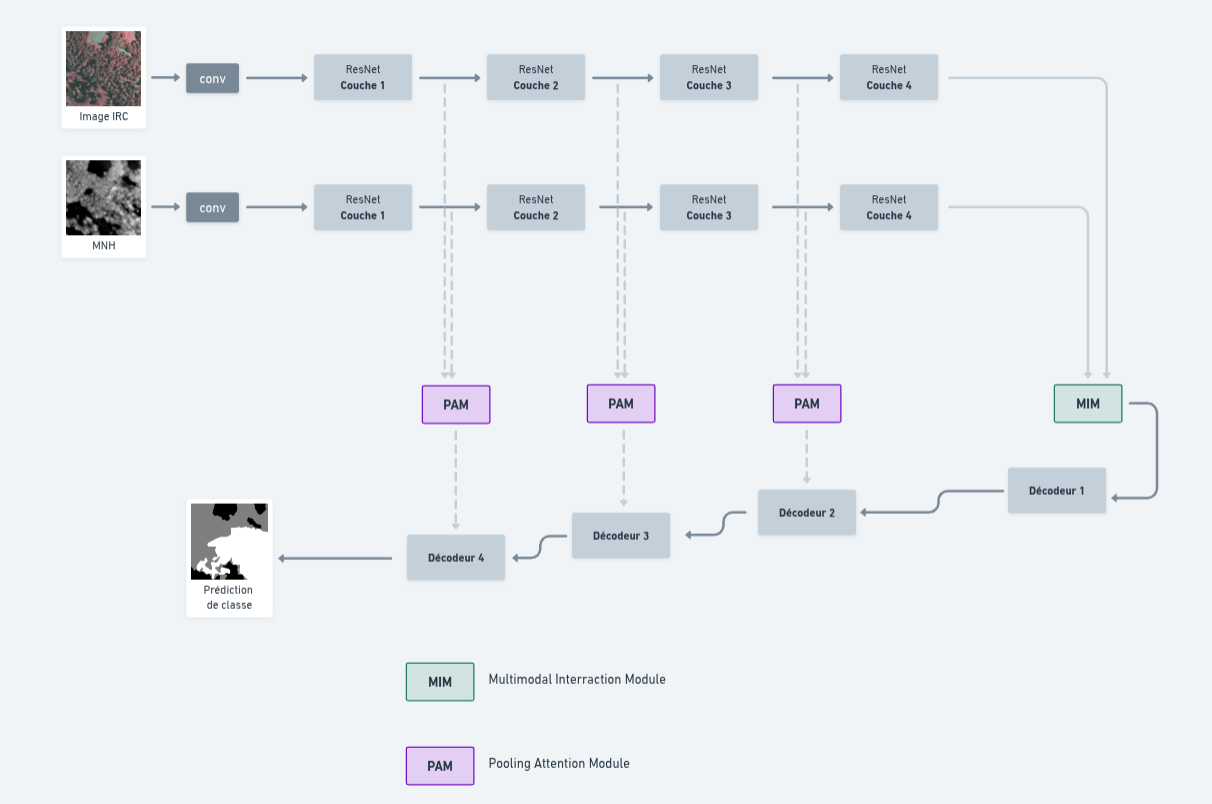 Image IRC
conv
ResNet
Couche 1
ResNet
Couche 2
ResNet
Couche 3
ResNet
Couche 4
MNH
conv
ResNet
Couche 1
ResNet
Couche 2
ResNet
Couche 3
ResNet
Couche 4
PAM
PAM
PAM
MIM
Décodeur 1
Décodeur 2
Décodeur 3
Décodeur 4
Prédiction
de classe
MIM
Multimodal Interraction Module
PAM
Pooling Attention Module